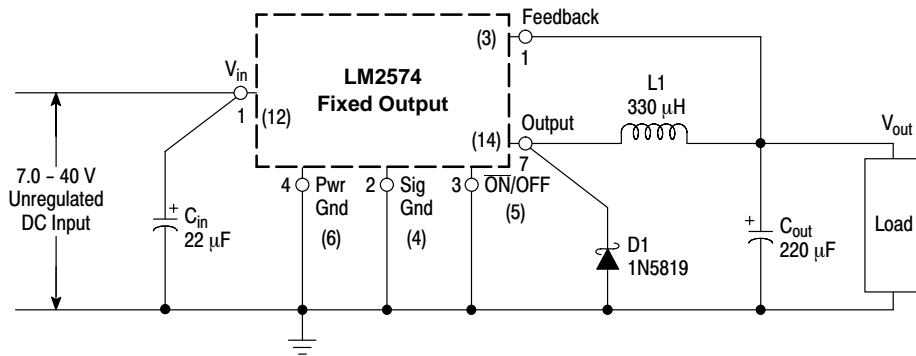 Feedback
(3)
1
LM2574
Fixed Output
V_in
1
(12)
L1
330 μH
Output
(14)
7
V_out
7.0 – 40 V
Unregulated
DC Input
4
Pwr
Gnd
(6)
2
Sig
Gnd
(4)
3
O̅N̅/OFF
(5)
+
C_in
22 μF
D1
1N5819
+
C_out
220 μF
Load